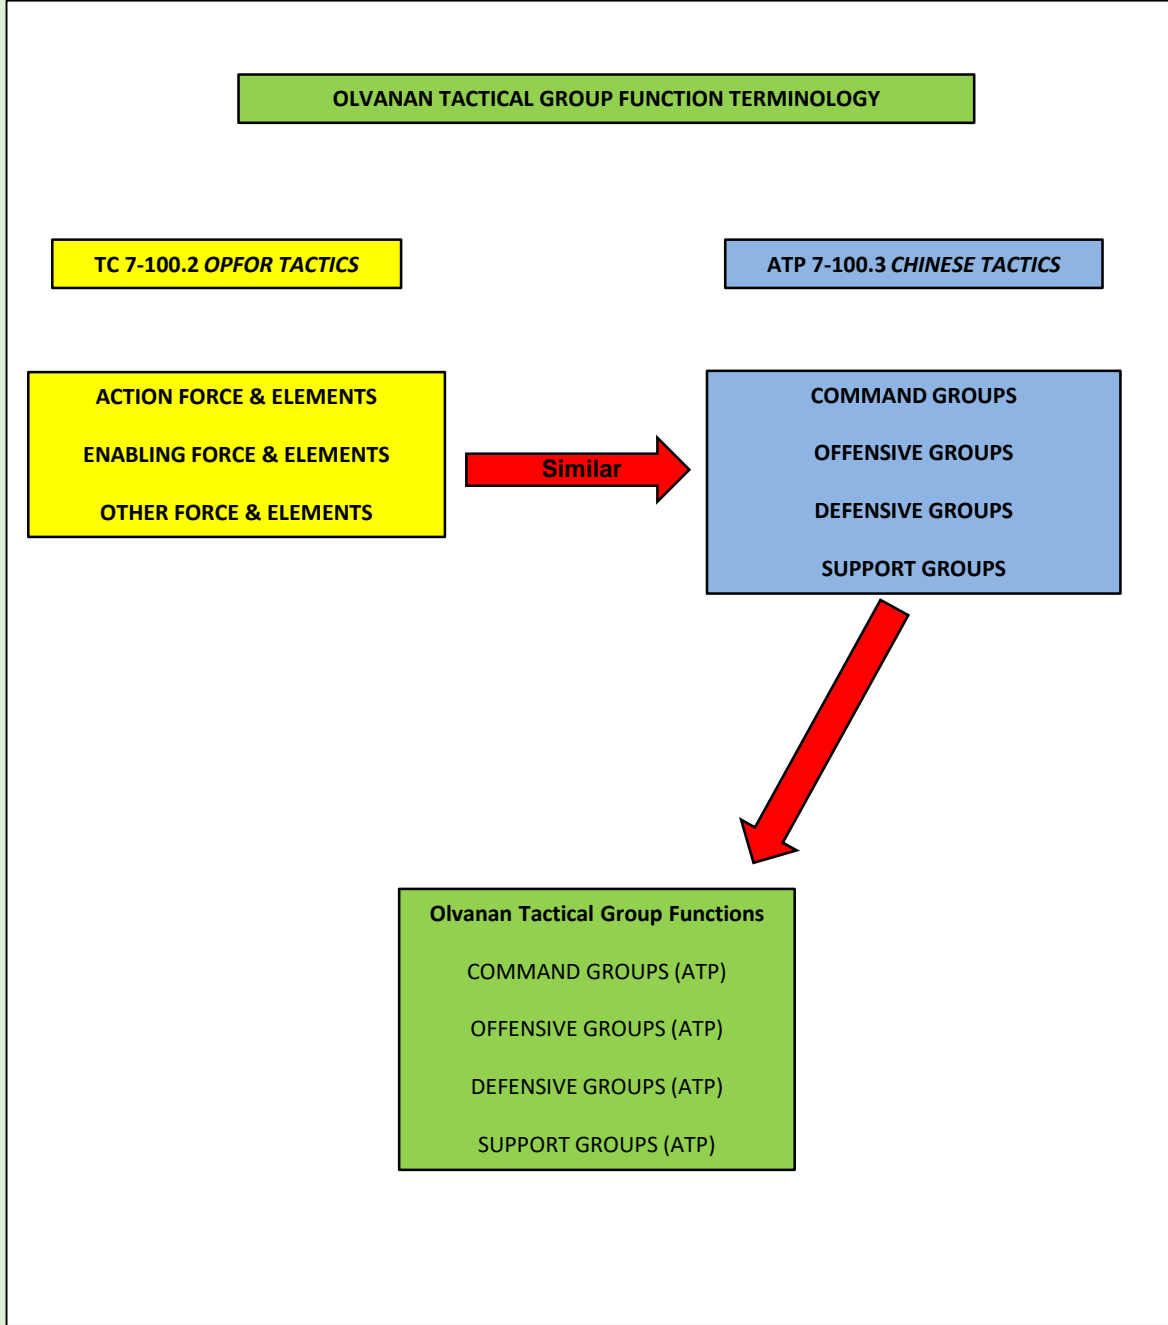 OLVANAN TACTICAL GROUP FUNCTION TERMINOLOGY
TC 7-100.2 OPFOR TACTICS
ATP 7-100.3 CHINESE TACTICS
ACTION FORCE & ELEMENTS
ENABLING FORCE & ELEMENTS
OTHER FORCE & ELEMENTS
Similar
COMMAND GROUPS
OFFENSIVE GROUPS
DEFENSIVE GROUPS
SUPPORT GROUPS
Olvanan Tactical Group Functions
COMMAND GROUPS (ATP)
OFFENSIVE GROUPS (ATP)
DEFENSIVE GROUPS (ATP)
SUPPORT GROUPS (ATP)